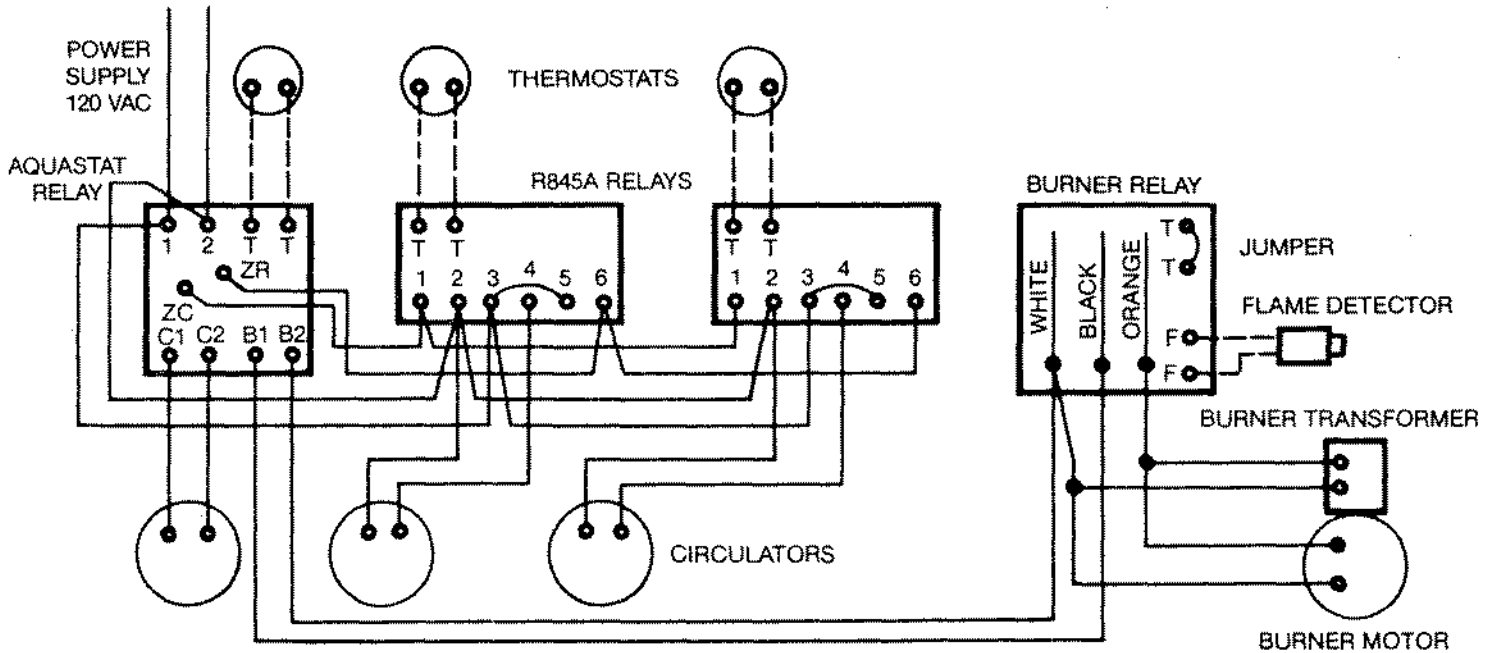 POWER
SUPPLY
120 VAC
THERMOSTATS
AQUASTAT
RELAY
R845A RELAYS
BURNER RELAY
1 2 T T
ZR
ZC
C1 C2 B1 B2
T T
1 2 3 4 5 6
T T
1 2 3 4 5 6
WHITE
BLACK
ORANGE
T
T
JUMPER
FLAME DETECTOR
F
F
BURNER TRANSFORMER
CIRCULATORS
BURNER MOTOR